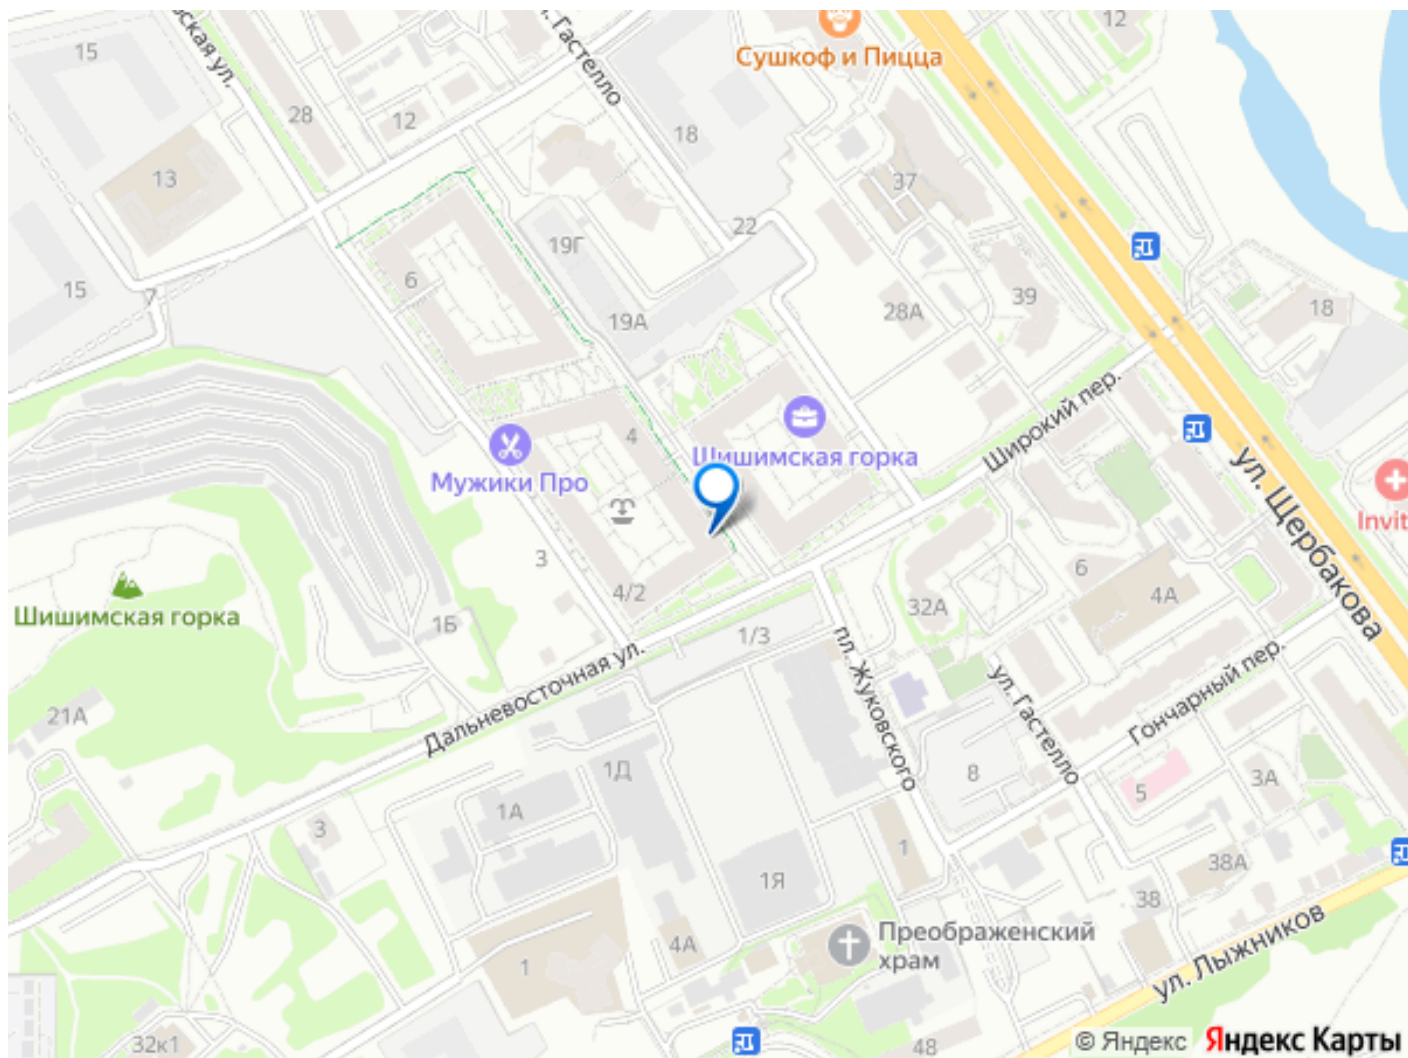 12
ул. Гастелло
15
ская ул.
Сушкоф и Пицца
28
12
18
13
37
22
19Г
6
15
7
19А
28А
39
18
Широкий пер.
4
Шишимская горка
Мужики Про
ул. Щербакова
Invit
3
4/2
Шишимская горка
1Б
1/3
32А
6
4А
пл. Жуковского
Дальневосточная ул.
ул. Гастелло
Гончарный пер.
21А
1Д
8
5
3А
1А
3
1
38А
1Я
38
Преображенский
храм
4А
1
ул. Лыжников
32к1
48
© Яндекс
Яндекс Карты